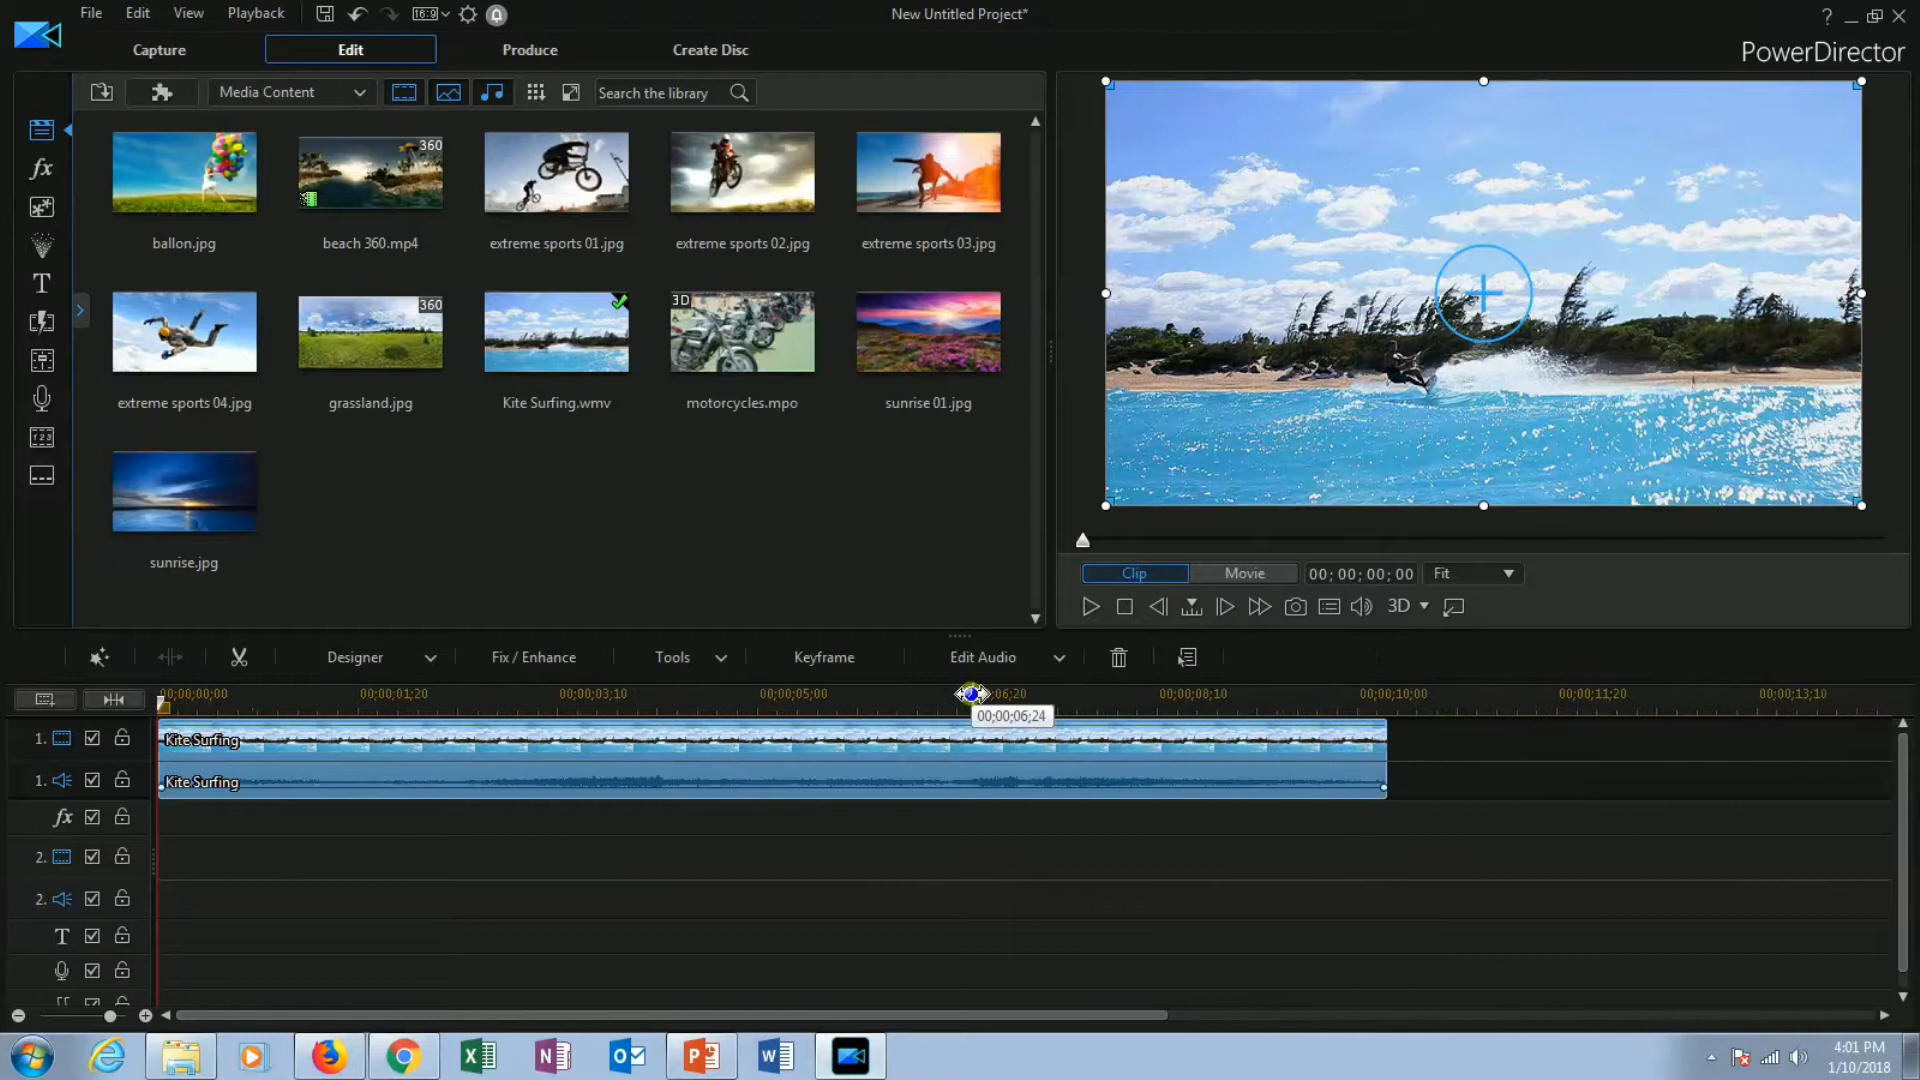 File Edit View Playback 16:9 New Untitled Project* ?
Capture Edit Produce Create Disc PowerDirector
Media Content Search the library
360 3D 360
ballon.jpg beach 360.mp4 extreme sports 01.jpg extreme sports 02.jpg extreme sports 03.jpg
extreme sports 04.jpg grassland.jpg Kite Surfing.wmv motorcycles.mpo sunrise 01.jpg
sunrise.jpg
fx
T
123
Clip Movie 00; 00; 00; 00 Fit
3D
Designer Fix / Enhance Tools Keyframe Edit Audio
00;00;00;00 00;00;01;20 00;00;03;10 00;00;05;00 06;20 00;00;08;10 00;00;10;00 00;00;11;20 00;00;13;10
00;00;06;24
1. Kite Surfing
1. Kite Surfing
fx
2.
2.
T
4:01 PM
1/10/2018